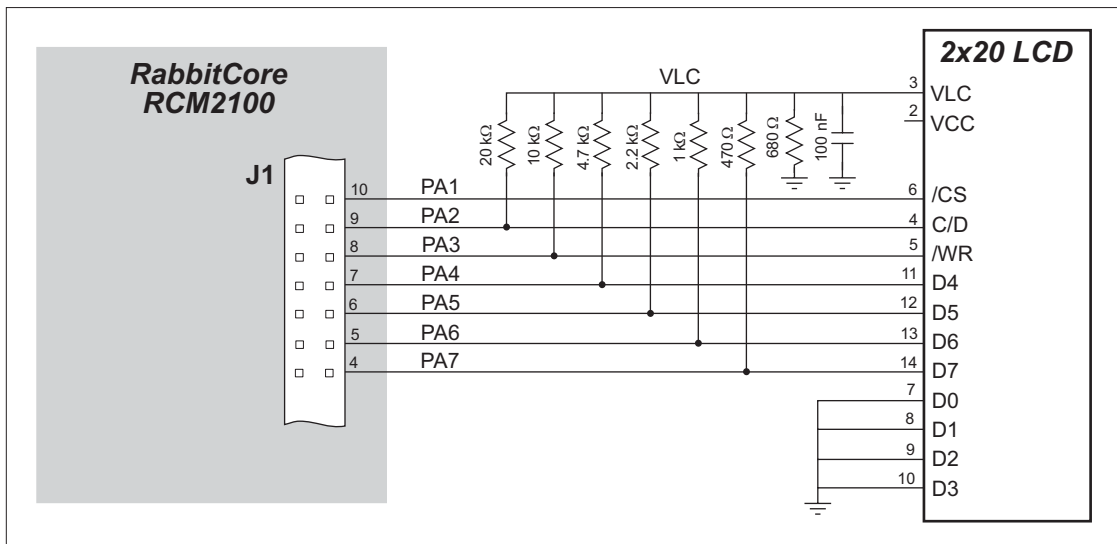 RabbitCore
RCM2100
J1
10
9
8
7
6
5
4
PA1
PA2
PA3
PA4
PA5
PA6
PA7
VLC
20 kΩ
10 kΩ
4.7 kΩ
2.2 kΩ
1 kΩ
470 Ω
680 Ω
100 nF
2x20 LCD
3 VLC
2 VCC
6 /CS
4 C/D
5 /WR
11 D4
12 D5
13 D6
14 D7
7 D0
8 D1
9 D2
10 D3